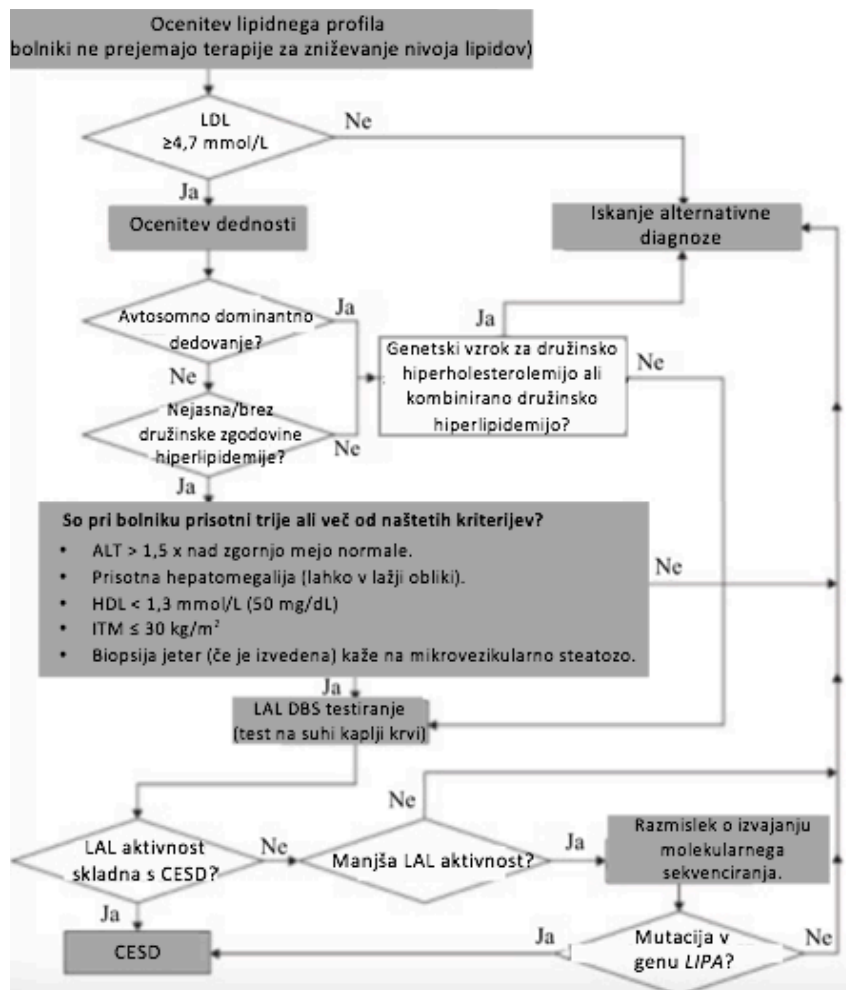 Ocenitev lipidnega profila
bolniki ne prejemajo terapije za zniževanje nivoja lipidov)
LDL
≥4,7 mmol/L
Ne
Ja
Ocenitev dednosti
Iskanje alternativne
diagnoze
Avtosomno dominantno
dedovanje?
Ja
Ja
Genetski vzrok za družinsko
hiperholesterolemijo ali
kombinirano družinsko
hiperlipidemijo?
Ne
Ne
Nejasna/brez
družinske zgodovine
hiperlipidemije?
Ne
Ja
So pri bolniku prisotni trije ali več od naštetih kriterijev?
• ALT > 1,5 x nad zgornjo mejo normale.
• Prisotna hepatomegalija (lahko v lažji obliki).
• HDL < 1,3 mmol/L (50 mg/dL)
• ITM ≤ 30 kg/m²
• Biopsija jeter (če je izvedena) kaže na mikrovezikularno steatozo.
Ne
Ja
LAL DBS testiranje
(test na suhi kaplji krvi)
Ne
LAL aktivnost
skladna s CESD?
Ne
Manjša LAL aktivnost?
Ja
Razmislek o izvajanju
molekularnega
sekvenciranja.
Ja
CESD
Ja
Mutacija v
genu LIPA?
Ne